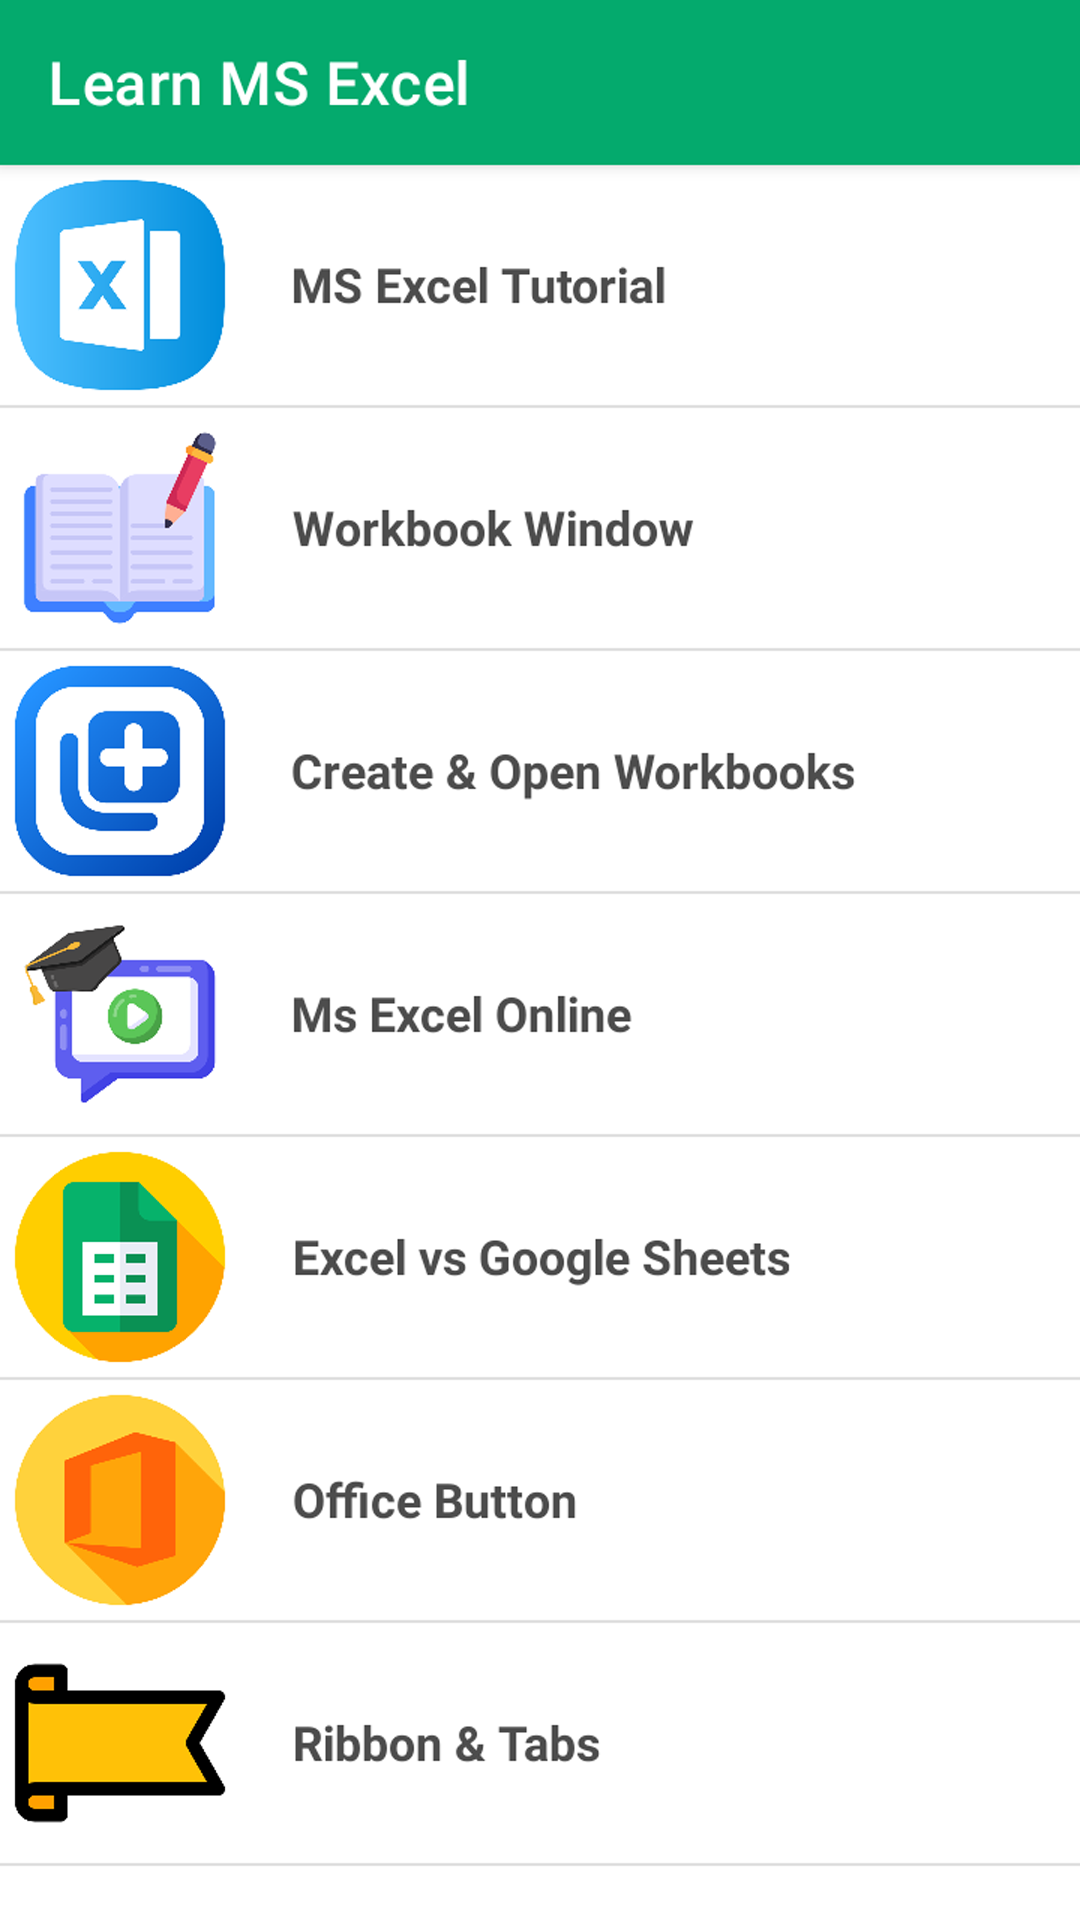 Learn MS Excel
X
MS Excel Tutorial
Workbook Window
Create & Open Workbooks
Ms Excel Online
Excel vs Google Sheets
Office Button
Ribbon & Tabs